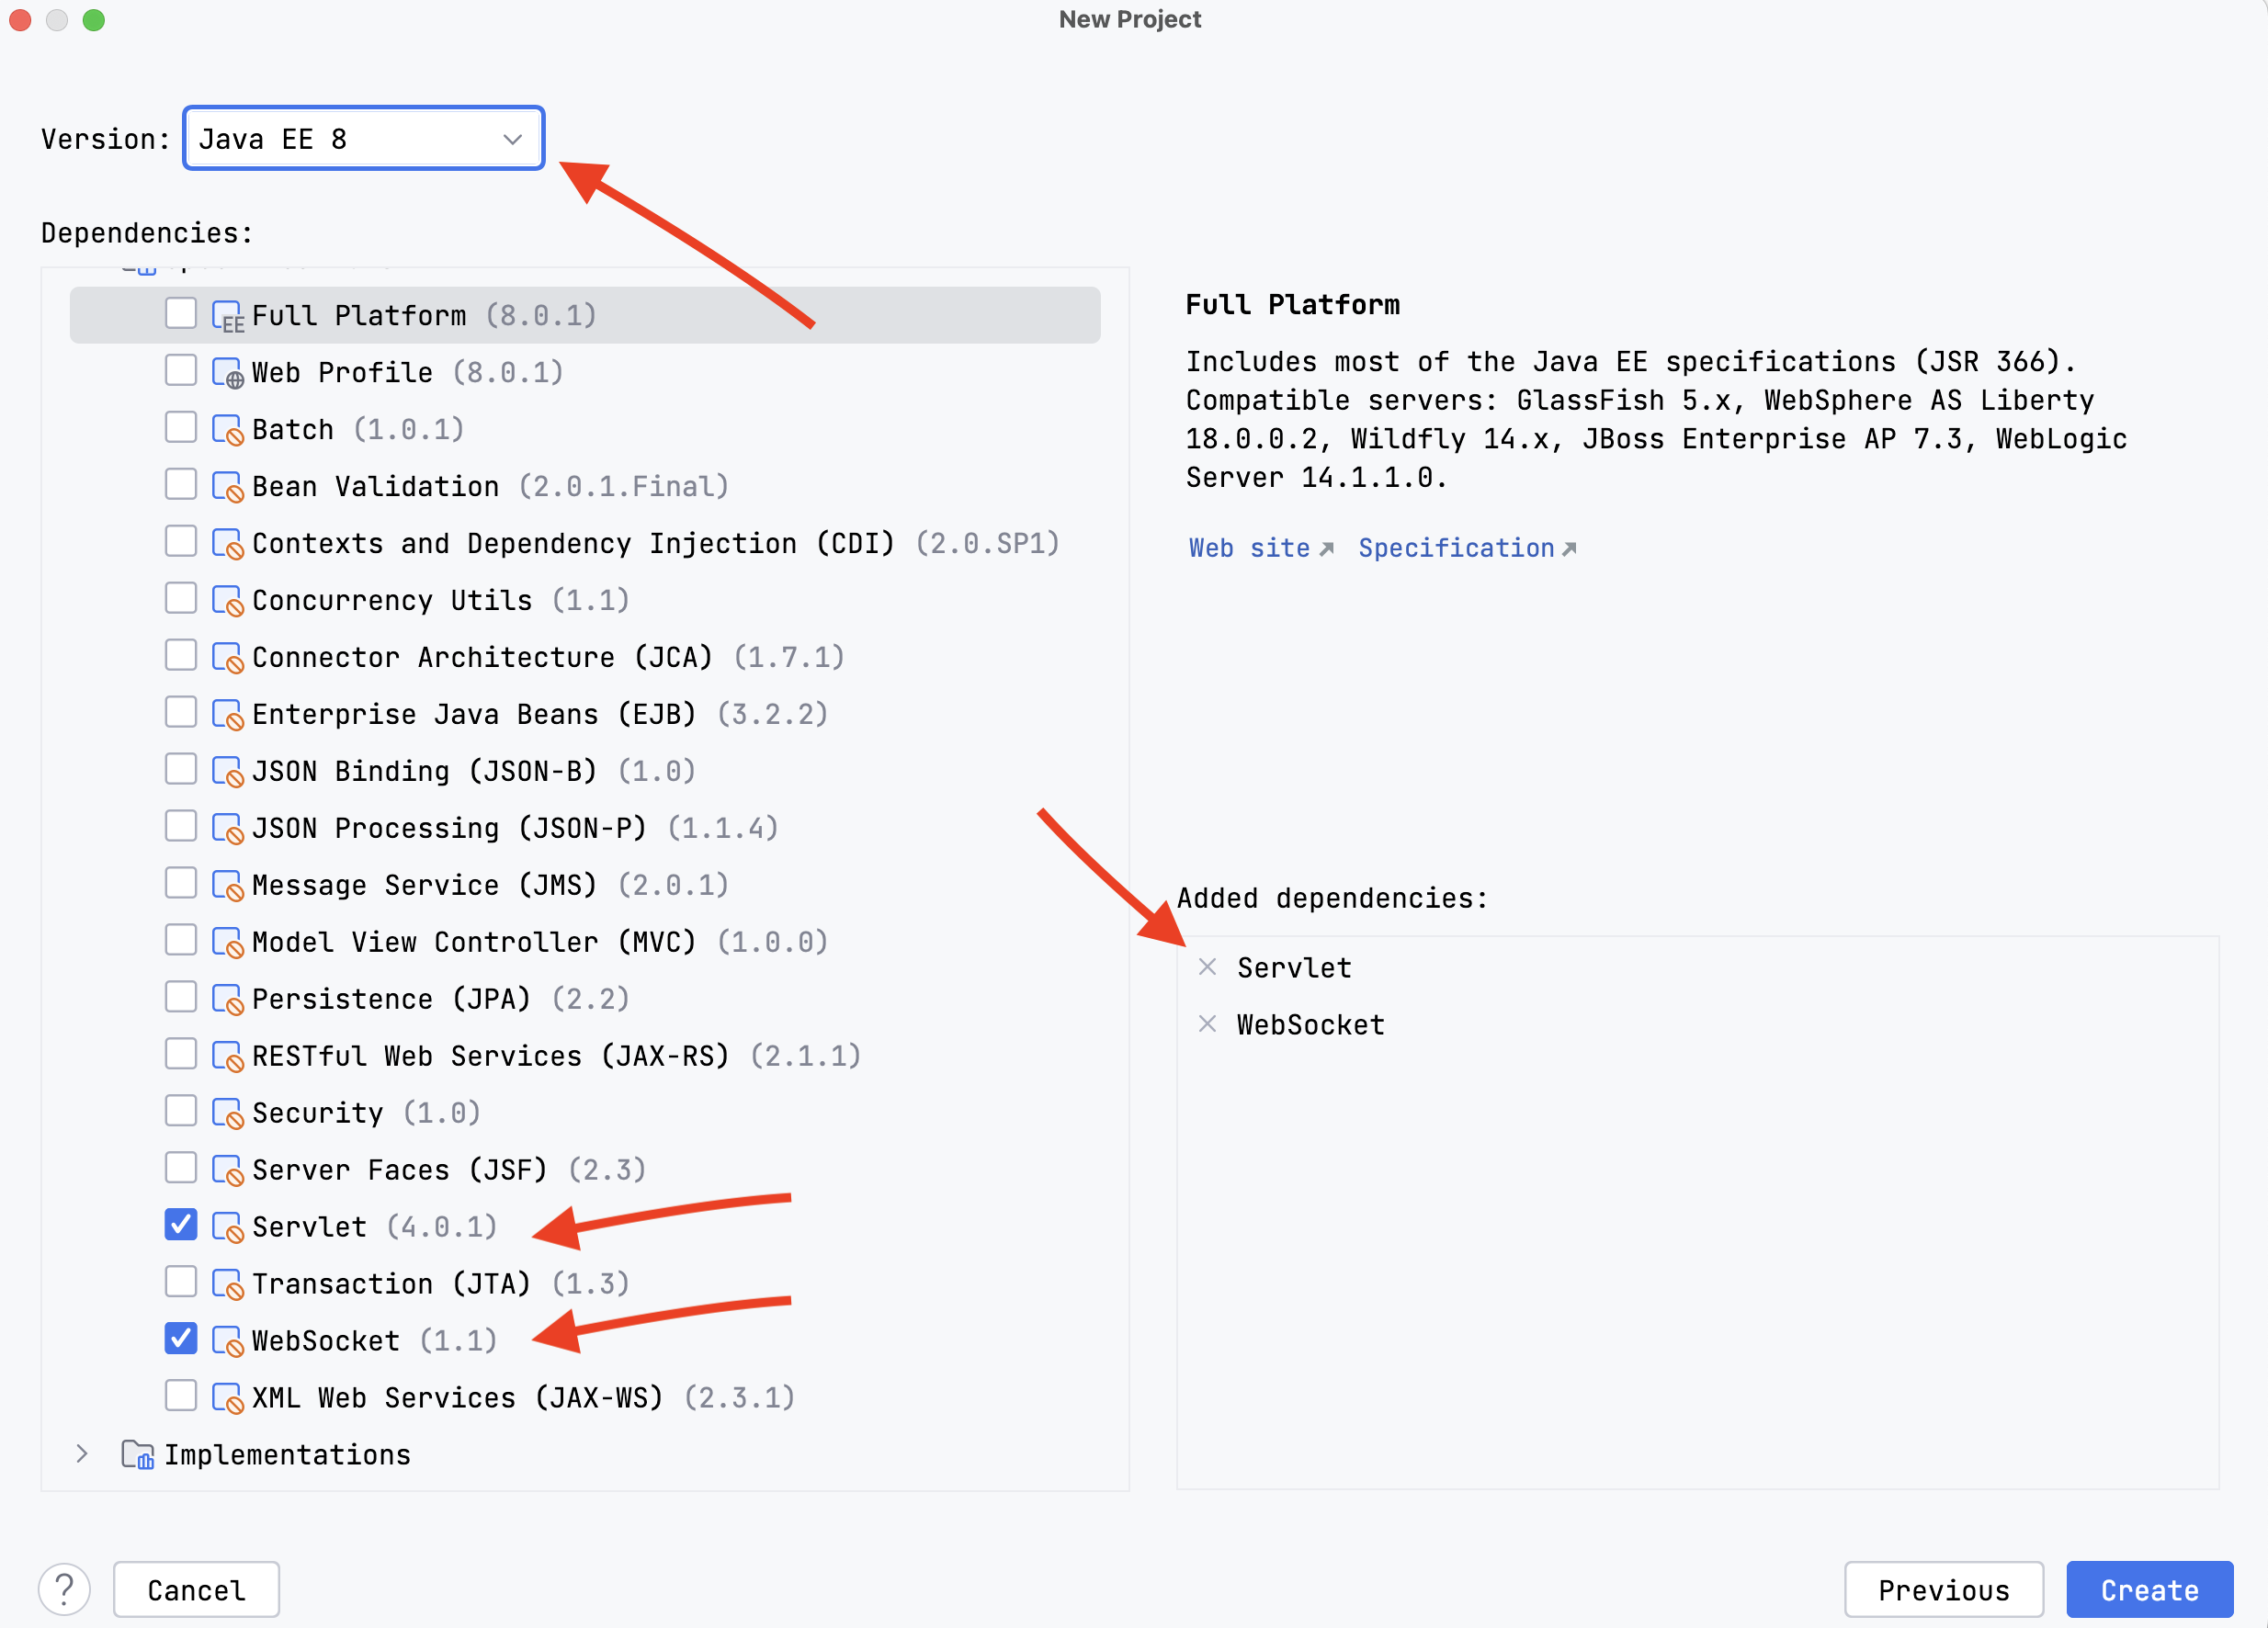 New Project
Version: Java EE 8
Dependencies:
Full Platform (8.0.1)
Web Profile (8.0.1)
Batch (1.0.1)
Bean Validation (2.0.1.Final)
Contexts and Dependency Injection (CDI) (2.0.SP1)
Concurrency Utils (1.1)
Connector Architecture (JCA) (1.7.1)
Enterprise Java Beans (EJB) (3.2.2)
JSON Binding (JSON-B) (1.0)
JSON Processing (JSON-P) (1.1.4)
Message Service (JMS) (2.0.1)
Model View Controller (MVC) (1.0.0)
Persistence (JPA) (2.2)
RESTful Web Services (JAX-RS) (2.1.1)
Security (1.0)
Server Faces (JSF) (2.3)
Servlet (4.0.1)
Transaction (JTA) (1.3)
WebSocket (1.1)
XML Web Services (JAX-WS) (2.3.1)
Implementations
Full Platform
Includes most of the Java EE specifications (JSR 366).
Compatible servers: GlassFish 5.x, WebSphere AS Liberty
18.0.0.2, Wildfly 14.x, JBoss Enterprise AP 7.3, WebLogic
Server 14.1.1.0.
Web site Specification
Added dependencies:
Servlet
WebSocket
? Cancel Previous Create